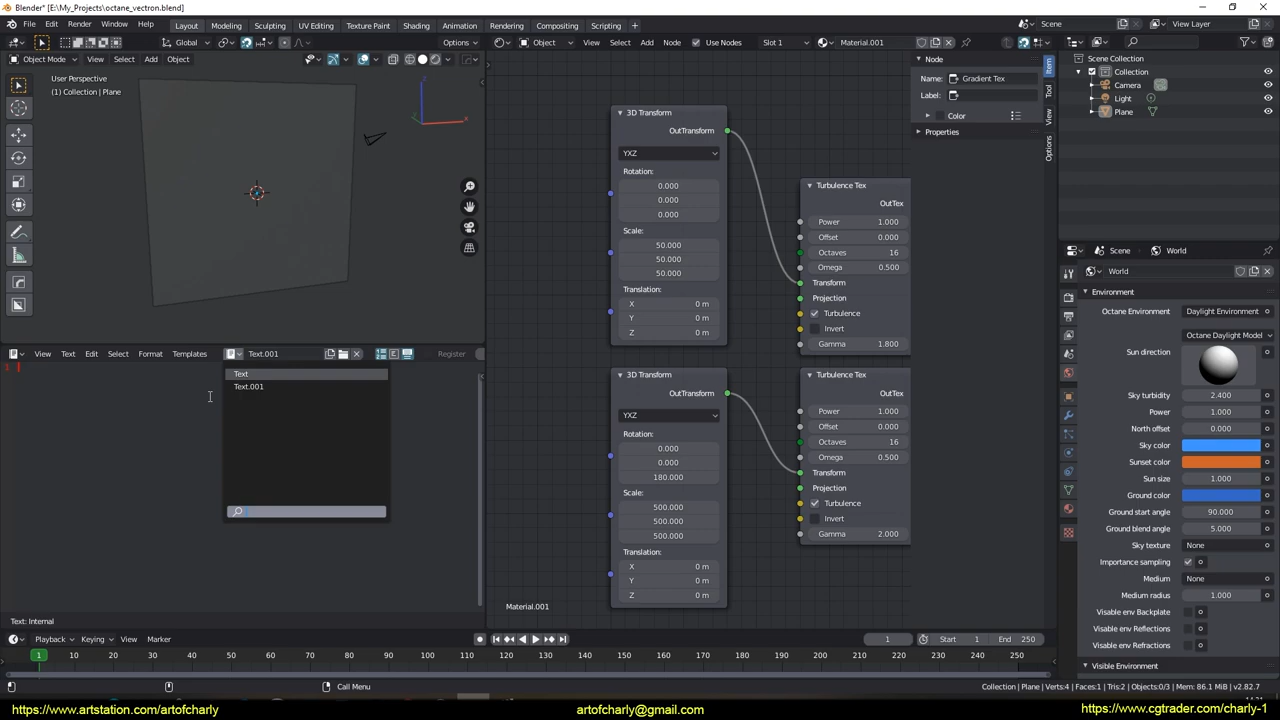 Blender* [E:\My_Projects\octane_vectron.blend]
File Edit Render Window Help Layout Modeling Sculpting UV Editing Texture Paint Shading Animation Rendering Compositing Scripting + Scene View Layer
Global Options Object View Select Add Node Use Nodes Slot 1 Material.001
Object Mode View Select Add Object
User Perspective
(1) Collection | Plane
Text.001
View Text Edit Select Format Templates Text.001 Register
1
Text
Text.001
Text: Internal
3D Transform
OutTransform
YXZ
Rotation:
0.000
0.000
0.000
Scale:
50.000
50.000
50.000
Translation:
X 0 m
Y 0 m
Z 0 m
3D Transform
OutTransform
YXZ
Rotation:
0.000
0.000
180.000
Scale:
500.000
500.000
500.000
Translation:
X 0 m
Y 0 m
Z 0 m
Material.001
Turbulence Tex
OutTex
Power 1.000
Offset 0.000
Octaves 16
Omega 0.500
Transform
Projection
Turbulence
Invert
Gamma 1.800
Turbulence Tex
OutTex
Power 1.000
Offset 0.000
Octaves 16
Omega 0.500
Transform
Projection
Turbulence
Invert
Gamma 2.000
Node
Name: Gradient Tex
Label:
Color
Properties
Item
Tool
View
Options
Scene Collection
Collection
Camera
Light
Plane
Scene World
World
Environment
Octane Environment Daylight Environment
Octane Daylight Model
Sun direction
Sky turbidity 2.400
Power 1.000
North offset 0.000
Sky color
Sunset color
Sun size 1.000
Ground color
Ground start angle 90.000
Ground blend angle 5.000
Sky texture None
Importance sampling
Medium None
Medium radius 1.000
Visible env Backplate
Visible env Reflections
Visible env Refractions
Visible Environment
Playback Keying View Marker 1 Start 1 End 250
1 10 20 30 40 50 60 70 80 90 100 110 120 130 140 150 160 170 180 190 200 210 220 230 240 250
Call Menu Collection | Plane | Verts:4 | Faces:1 | Tris:2 | Objects:0/3 | Mem: 86.1 MiB | v2.82.7
https://www.artstation.com/artofcharly artofcharly@gmail.com https://www.cgtrader.com/charly-1